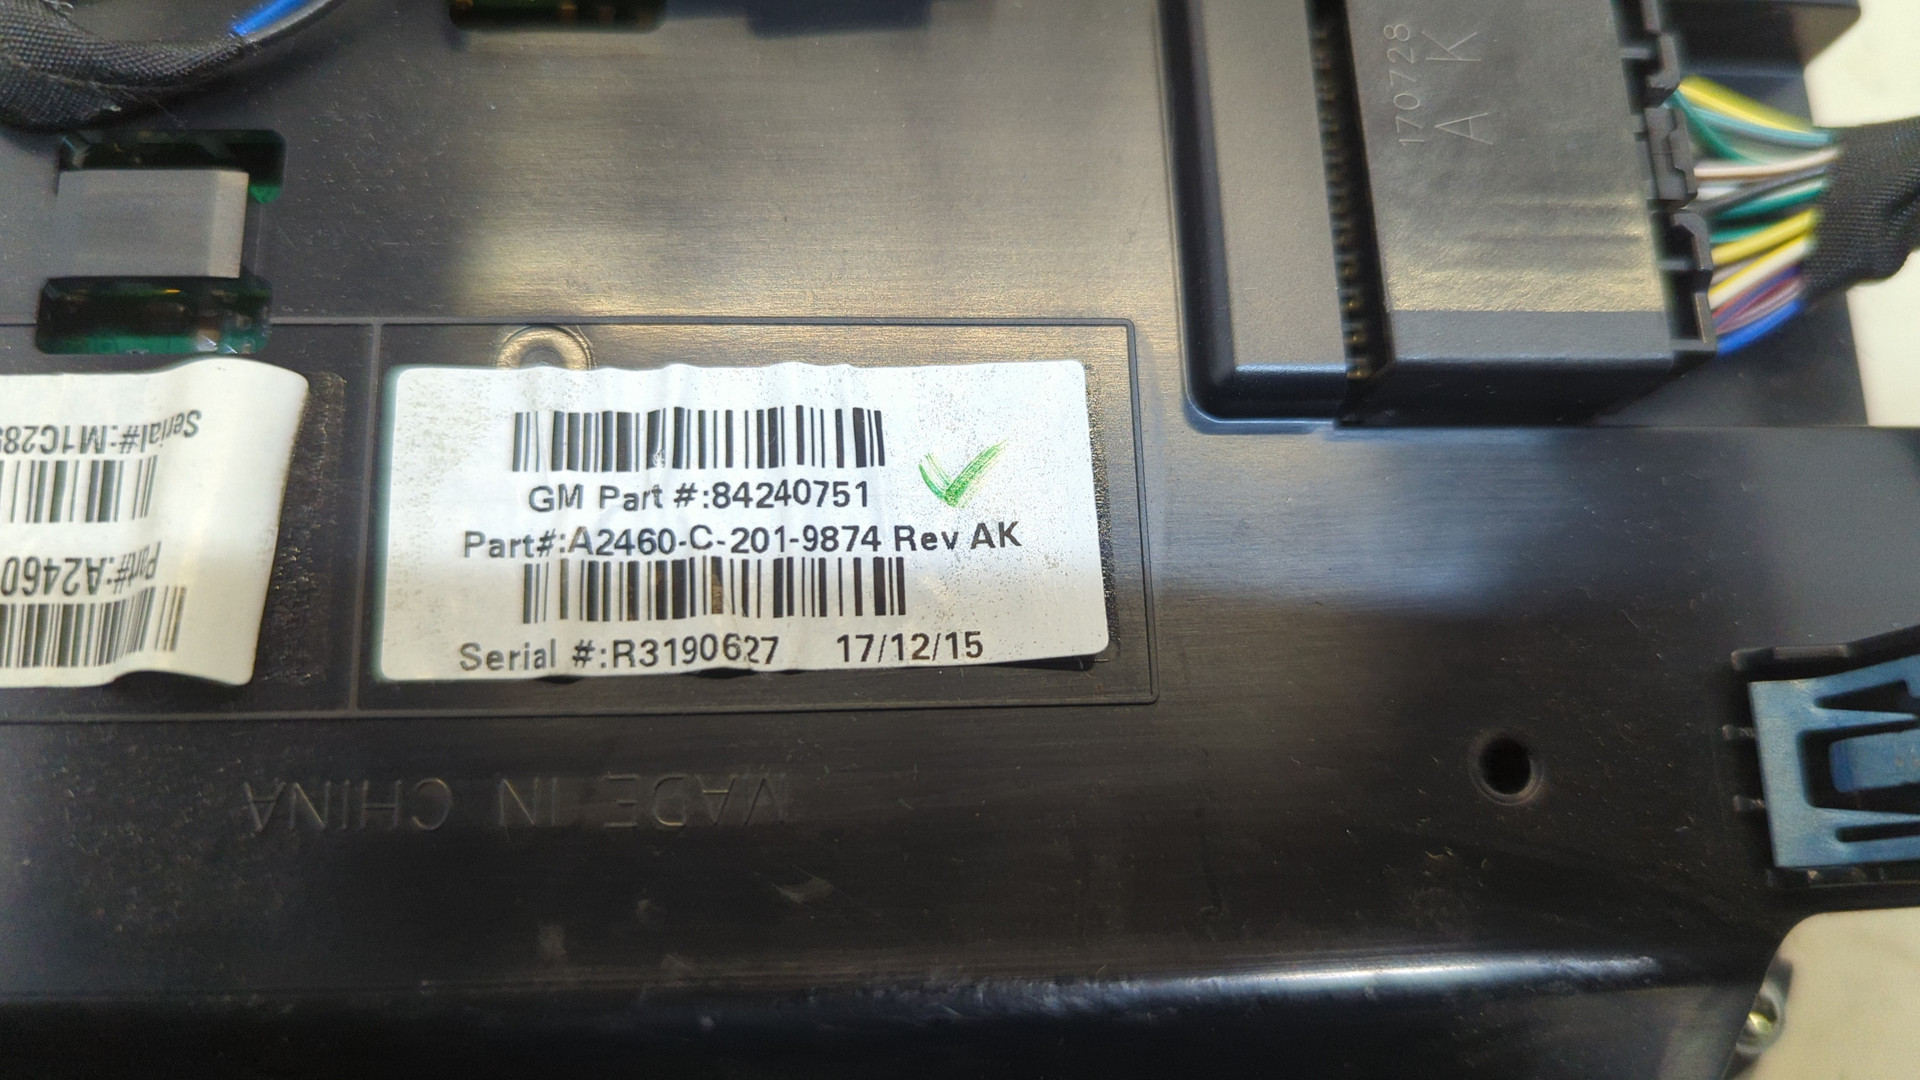 170728
AK
GM Part #:84240751
Part#:A2460-C-201-9874 Rev AK
Serial #:R3190627 17/12/15
Part#:A2460
Serial#:M1C28
MADE IN CHINA